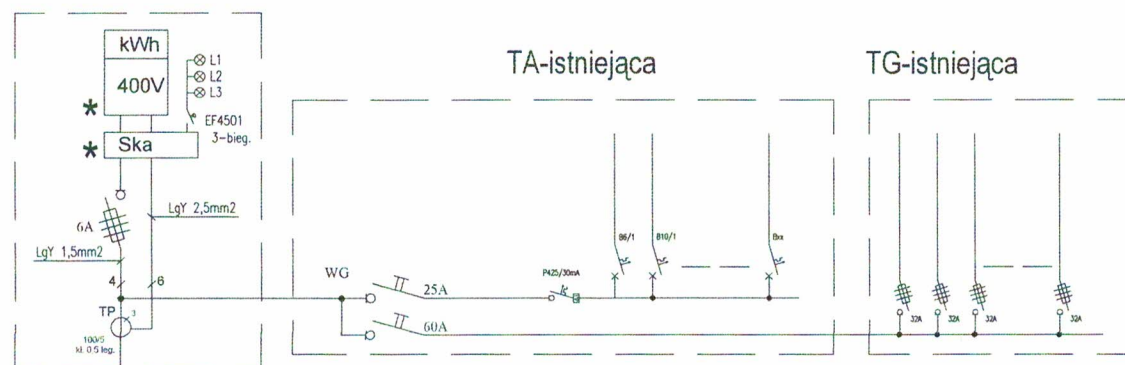 kWh
400V
L1
L2
L3
EF4501
3-bieg.
*
* Ska
6A
LgY 2,5mm2
LgY 1,5mm2
4
6
TP
3
100/5
kl. 0.5 leg.
TA-istniejąca
WG
25A
60A
P425/30mA
B6/1
B10/1
Bxx
TG-istniejąca
32A
32A
32A
32A